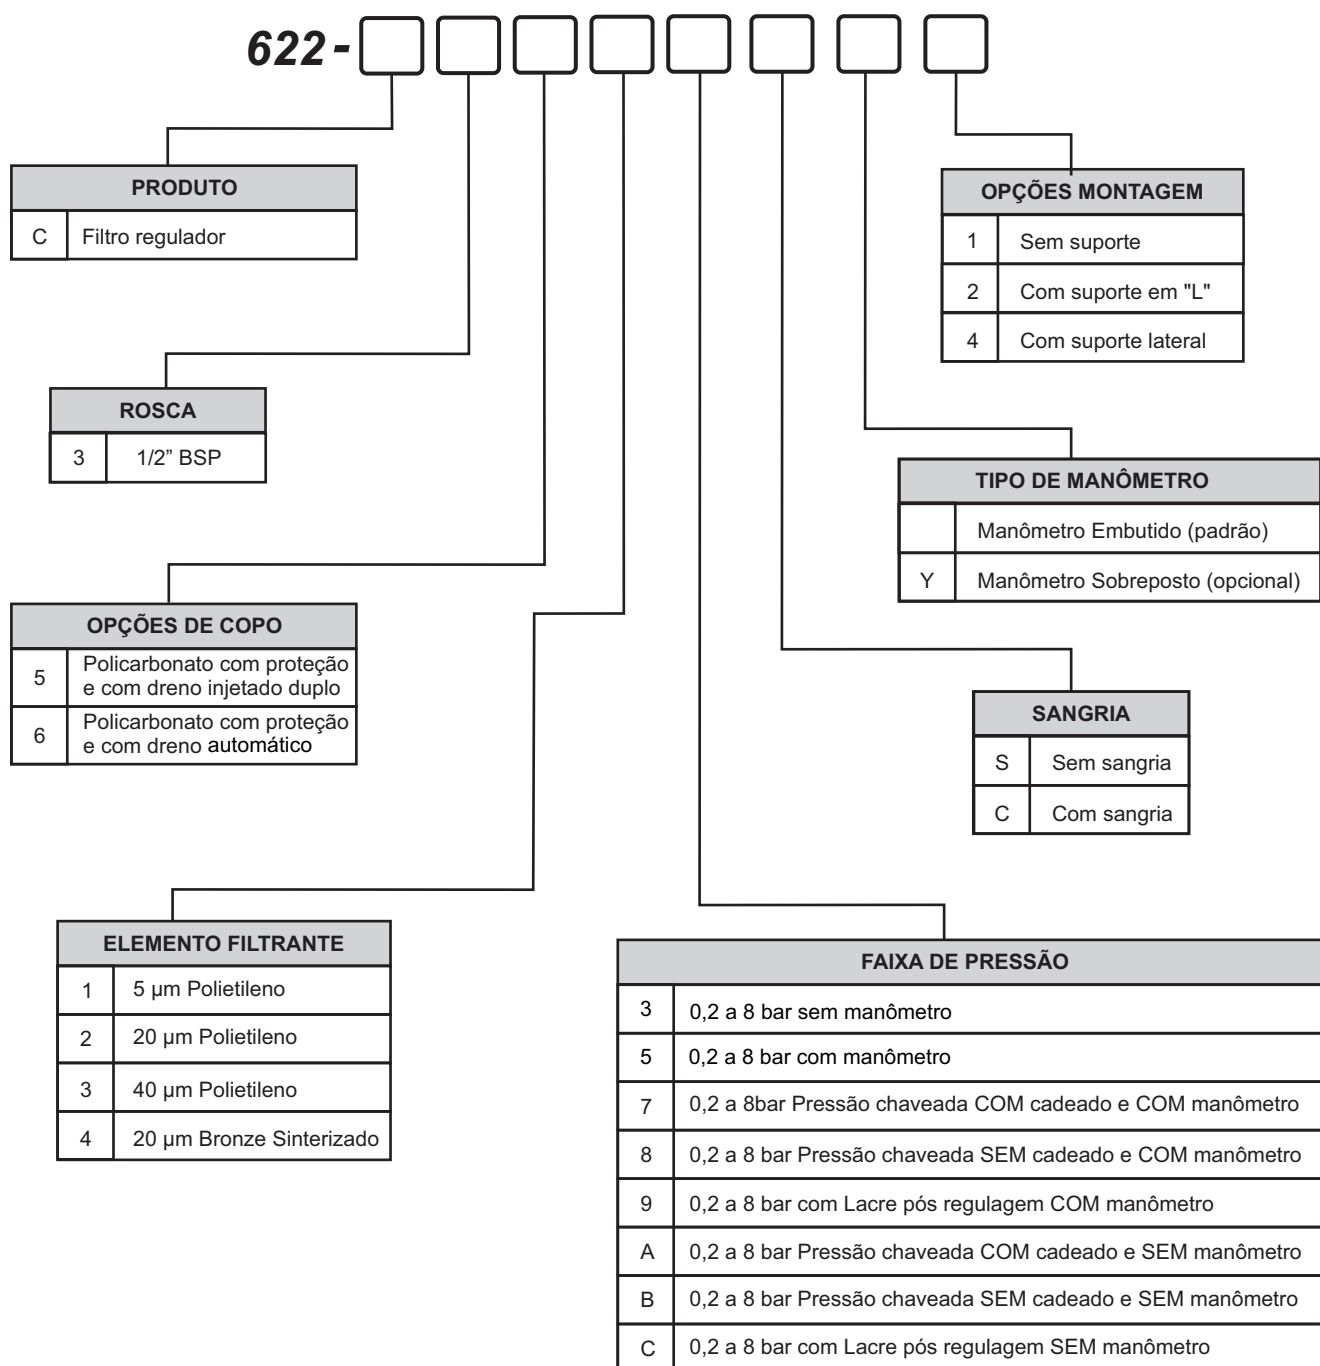 622-
PRODUTO
C Filtro regulador
OPÇÕES MONTAGEM
1 Sem suporte
2 Com suporte em "L"
4 Com suporte lateral
ROSCA
3 1/2” BSP
TIPO DE MANÔMETRO
Manômetro Embutido (padrão)
Y Manômetro Sobreposto (opcional)
OPÇÕES DE COPO
5 Policarbonato com proteção
e com dreno injetado duplo
6 Policarbonato com proteção
e com dreno automático
SANGRIA
S Sem sangria
C Com sangria
ELEMENTO FILTRANTE
1 5 µm Polietileno
2 20 µm Polietileno
3 40 µm Polietileno
4 20 µm Bronze Sinterizado
FAIXA DE PRESSÃO
3 0,2 a 8 bar sem manômetro
5 0,2 a 8 bar com manômetro
7 0,2 a 8bar Pressão chaveada COM cadeado e COM manômetro
8 0,2 a 8 bar Pressão chaveada SEM cadeado e COM manômetro
9 0,2 a 8 bar com Lacre pós regulagem COM manômetro
A 0,2 a 8 bar Pressão chaveada COM cadeado e SEM manômetro
B 0,2 a 8 bar Pressão chaveada SEM cadeado e SEM manômetro
C 0,2 a 8 bar com Lacre pós regulagem SEM manômetro